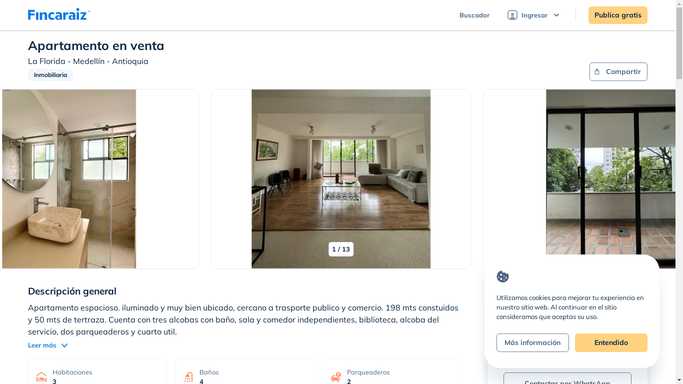 Fincaraiz
Buscador
Ingresar
Publica gratis
Apartamento en venta
La Florida - Medellín - Antioquia
Inmobiliaria
Compartir
1 / 13
Descripción general
Apartamento espacioso, iluminado y muy bien ubicado, cercano a trasporte publico y comercio. 198 mts constuidos
y 50 mts de terraza. Cuenta con tres alcobas con baño, sala y comedor independientes, biblioteca, alcoba del
servicio, dos parqueaderos y cuarto util.
Leer más
Habitaciones
3
Baños
4
Parqueaderos
2
Utilizamos cookies para mejorar tu experiencia en
nuestro sitio web. Al continuar en el sitio
consideramos que aceptas su uso.
Más información
Entendido
Contactar por WhatsApp